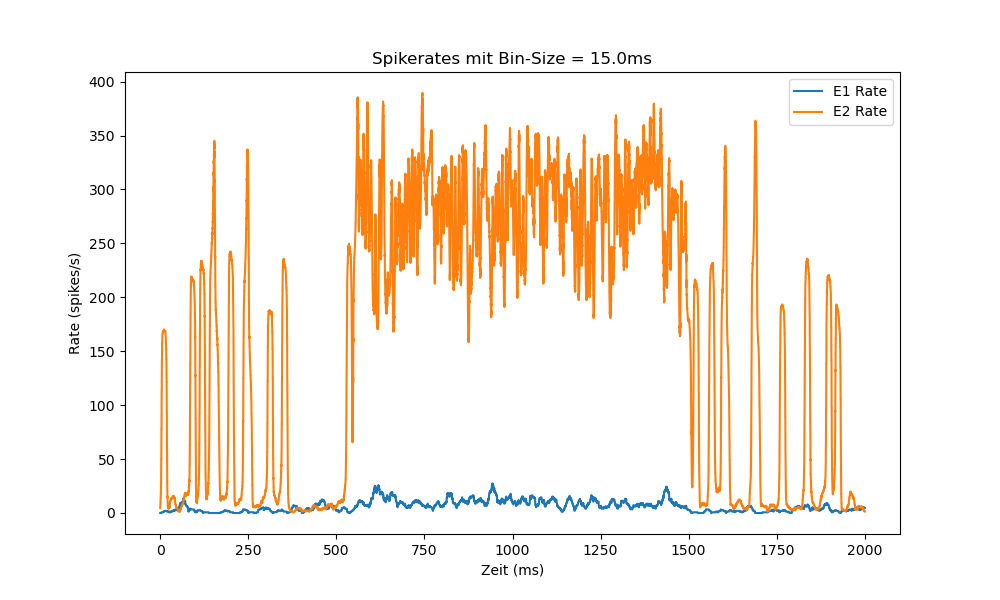 Spikerates mit Bin-Size = 15.0ms
E1 Rate
E2 Rate
Rate (spikes/s)
400
350
300
250
200
150
100
50
0
0 250 500 750 1000 1250 1500 1750 2000
Zeit (ms)